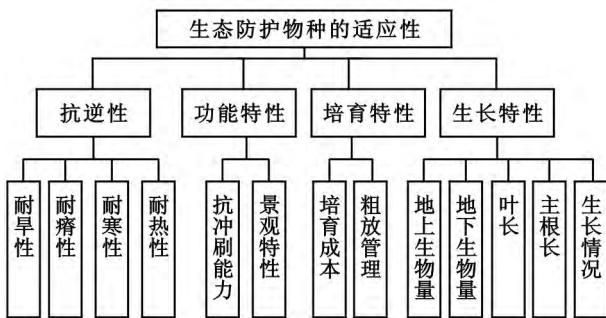 生态防护物种的适应性
抗逆性
功能特性
培育特性
生长特性
耐旱性
耐瘠性
耐寒性
耐热性
抗冲刷能力
景观特性
培育成本
粗放管理
地上生物量
地下生物量
叶长
主根长
生长情况